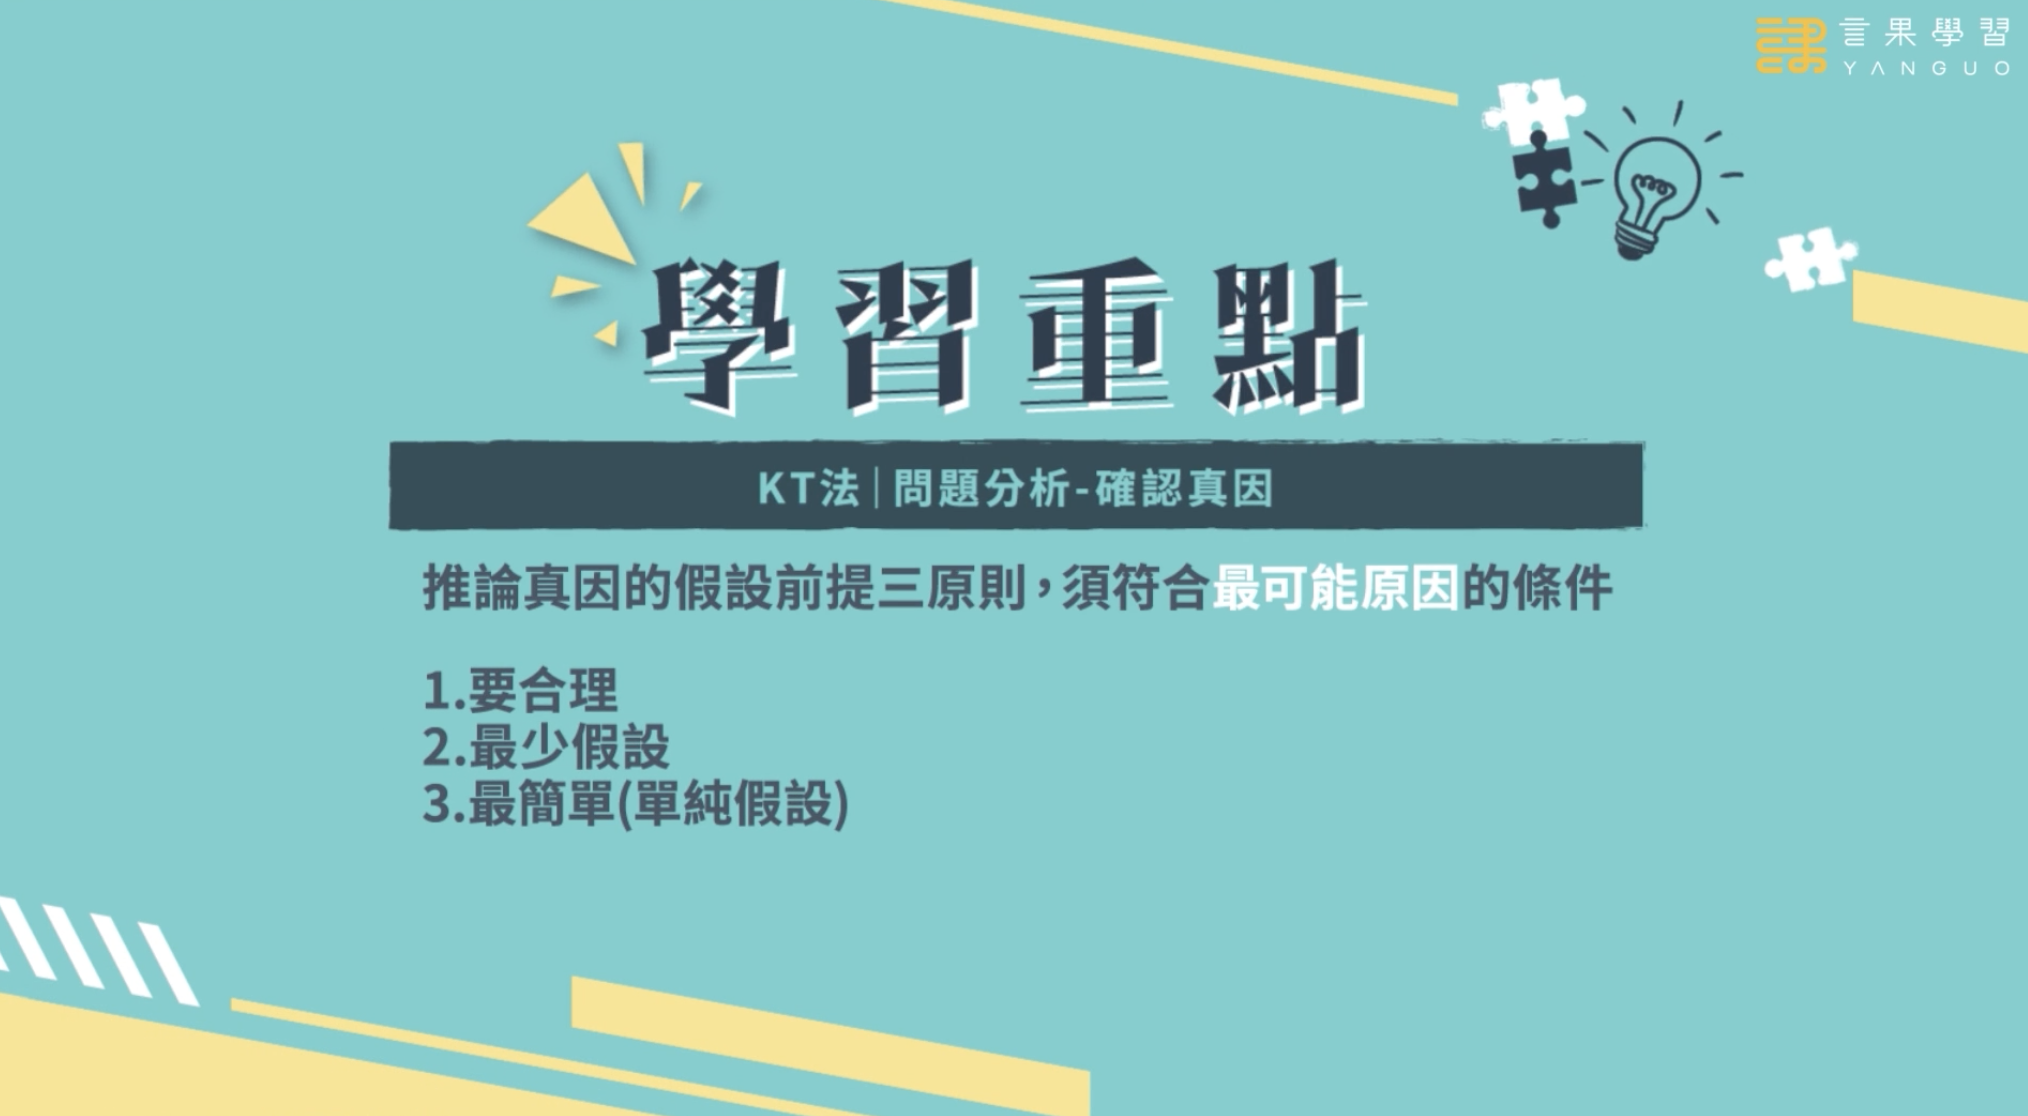 言果學習
YANGUO
學習重點
KT法|問題分析-確認真因
推論真因的假設前提三原則，須符合最可能原因的條件
1.要合理
2.最少假設
3.最簡單(單純假設)